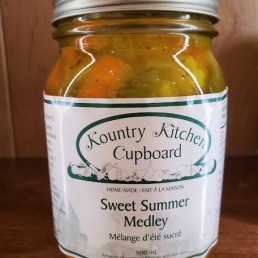 Kountry Kitchen
Cupboard
HOME-MADE / FAIT À LA MAISON
Sweet Summer
Medley
Mélange d'été sucré
500 ml